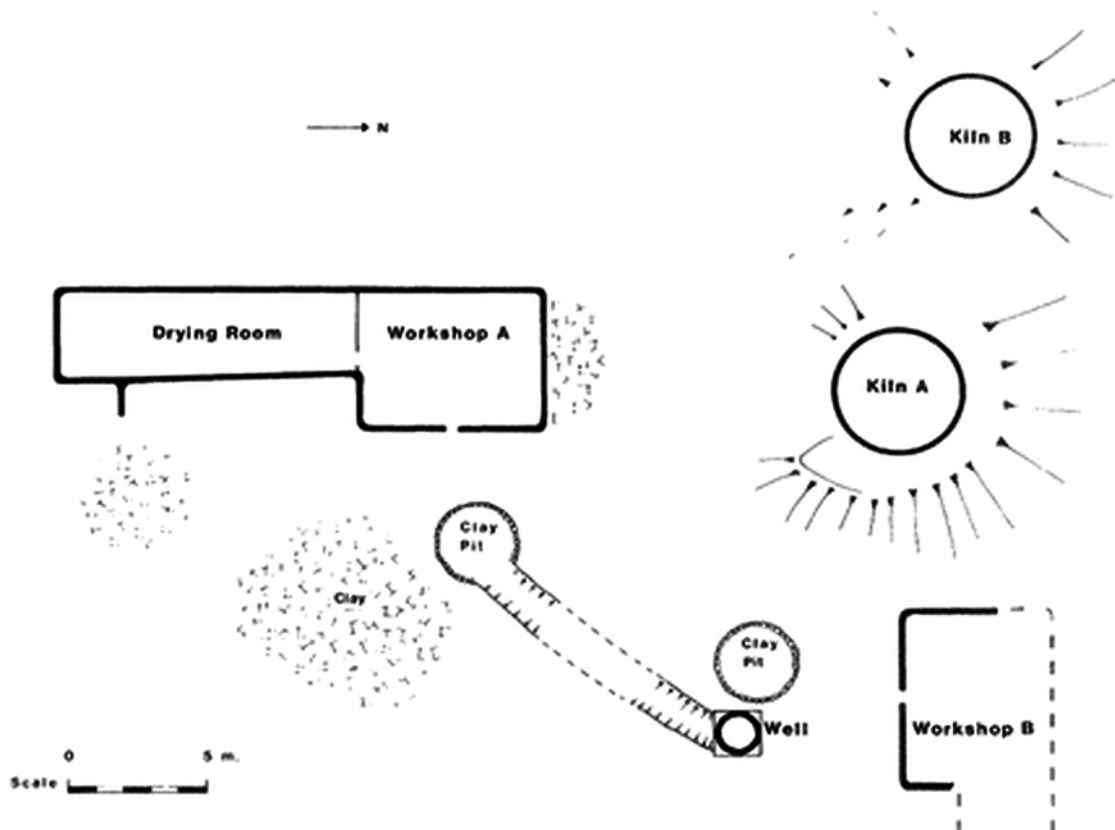 N
Kiln B
Drying Room
Workshop A
Kiln A
Clay
Pit
Clay
Clay
Pit
Well
Workshop B
0 5 m.
Scale